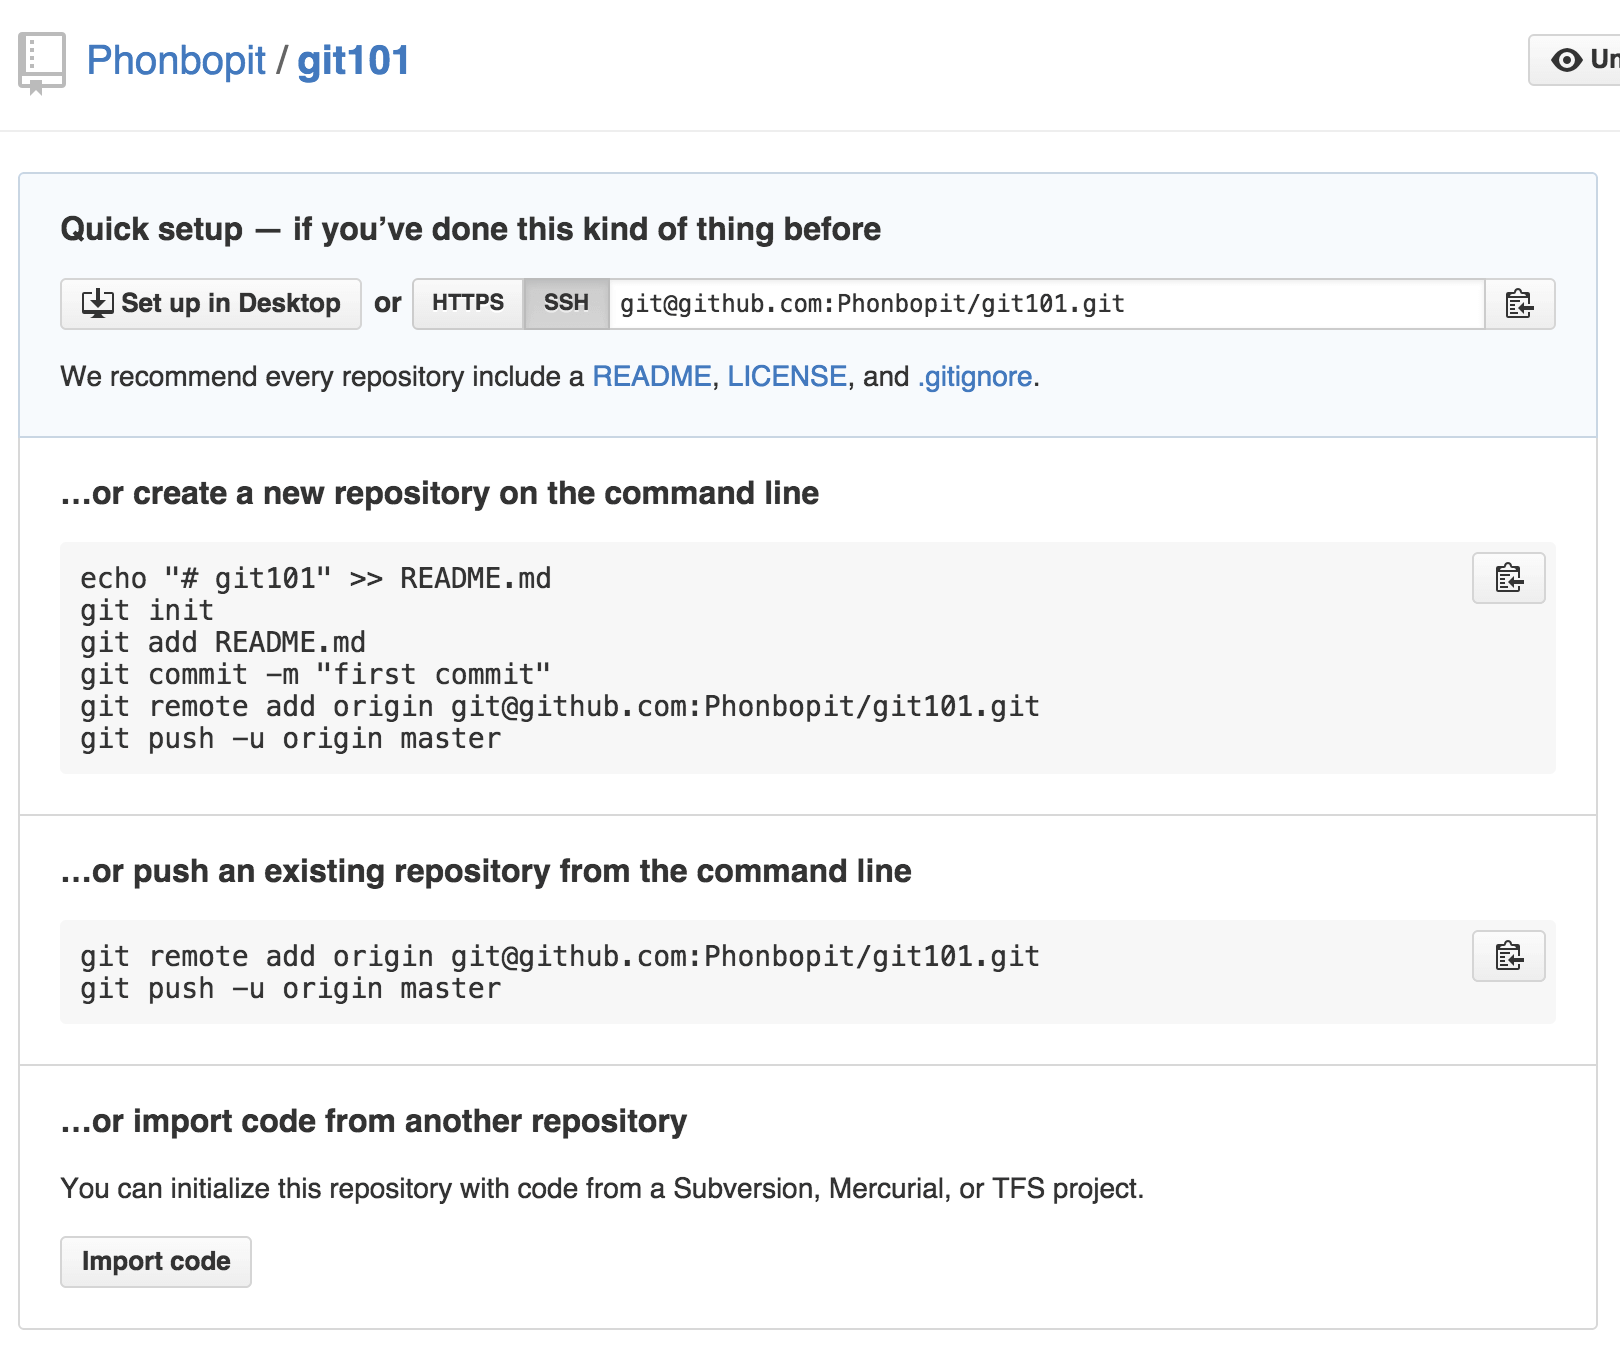 Phonbopit / git101
Un
Quick setup — if you’ve done this kind of thing before
Set up in Desktop or HTTPS SSH git@github.com:Phonbopit/git101.git
We recommend every repository include a README, LICENSE, and .gitignore.
…or create a new repository on the command line
echo "# git101" >> README.md
git init
git add README.md
git commit -m "first commit"
git remote add origin git@github.com:Phonbopit/git101.git
git push -u origin master
…or push an existing repository from the command line
git remote add origin git@github.com:Phonbopit/git101.git
git push -u origin master
…or import code from another repository
You can initialize this repository with code from a Subversion, Mercurial, or TFS project.
Import code